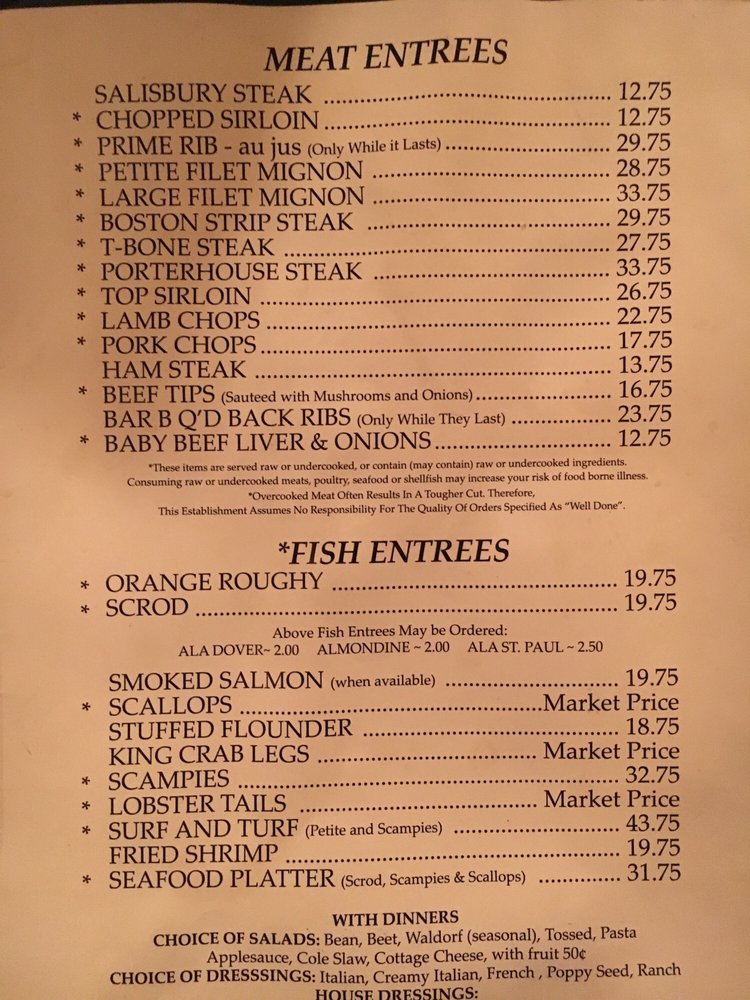 MEAT ENTREES
SALISBURY STEAK ........................................ 12.75
* CHOPPED SIRLOIN ........................................ 12.75
* PRIME RIB - au jus (Only While it Lasts) ........................ 29.75
* PETITE FILET MIGNON .................................. 28.75
* LARGE FILET MIGNON .................................. 33.75
* BOSTON STRIP STEAK ................................... 29.75
* T-BONE STEAK .............................................. 27.75
* PORTERHOUSE STEAK .................................. 33.75
* TOP SIRLOIN ................................................. 26.75
* LAMB CHOPS ................................................ 22.75
* PORK CHOPS ................................................. 17.75
HAM STEAK .................................................. 13.75
* BEEF TIPS (Sauteed with Mushrooms and Onions) ................... 16.75
BAR B Q'D BACK RIBS (Only While They Last) .............. 23.75
* BABY BEEF LIVER & ONIONS ......................... 12.75
*These items are served raw or undercooked, or contain (may contain) raw or undercooked ingredients.
Consuming raw or undercooked meats, poultry, seafood or shellfish may increase your risk of food borne illness.
*Overcooked Meat Often Results In A Tougher Cut. Therefore,
This Establishment Assumes No Responsibility For The Quality Of Orders Specified As "Well Done".
*FISH ENTREES
* ORANGE ROUGHY ........................................ 19.75
* SCROD ........................................................... 19.75
Above Fish Entrees May be Ordered:
ALA DOVER~ 2.00 ALMONDINE ~ 2.00 ALA ST. PAUL ~ 2.50
SMOKED SALMON (when available) ........................ 19.75
* SCALLOPS ..........................................Market Price
STUFFED FLOUNDER .................................... 18.75
KING CRAB LEGS ............................... Market Price
* SCAMPIES ..................................................... 32.75
* LOBSTER TAILS ................................. Market Price
* SURF AND TURF (Petite and Scampies) ....................... 43.75
FRIED SHRIMP ............................................... 19.75
* SEAFOOD PLATTER (Scrod, Scampies & Scallops) ............ 31.75
WITH DINNERS
CHOICE OF SALADS: Bean, Beet, Waldorf (seasonal), Tossed, Pasta
Applesauce, Cole Slaw, Cottage Cheese, with fruit 50¢
CHOICE OF DRESSSINGS: Italian, Creamy Italian, French , Poppy Seed, Ranch
HOUSE DRESSINGS: